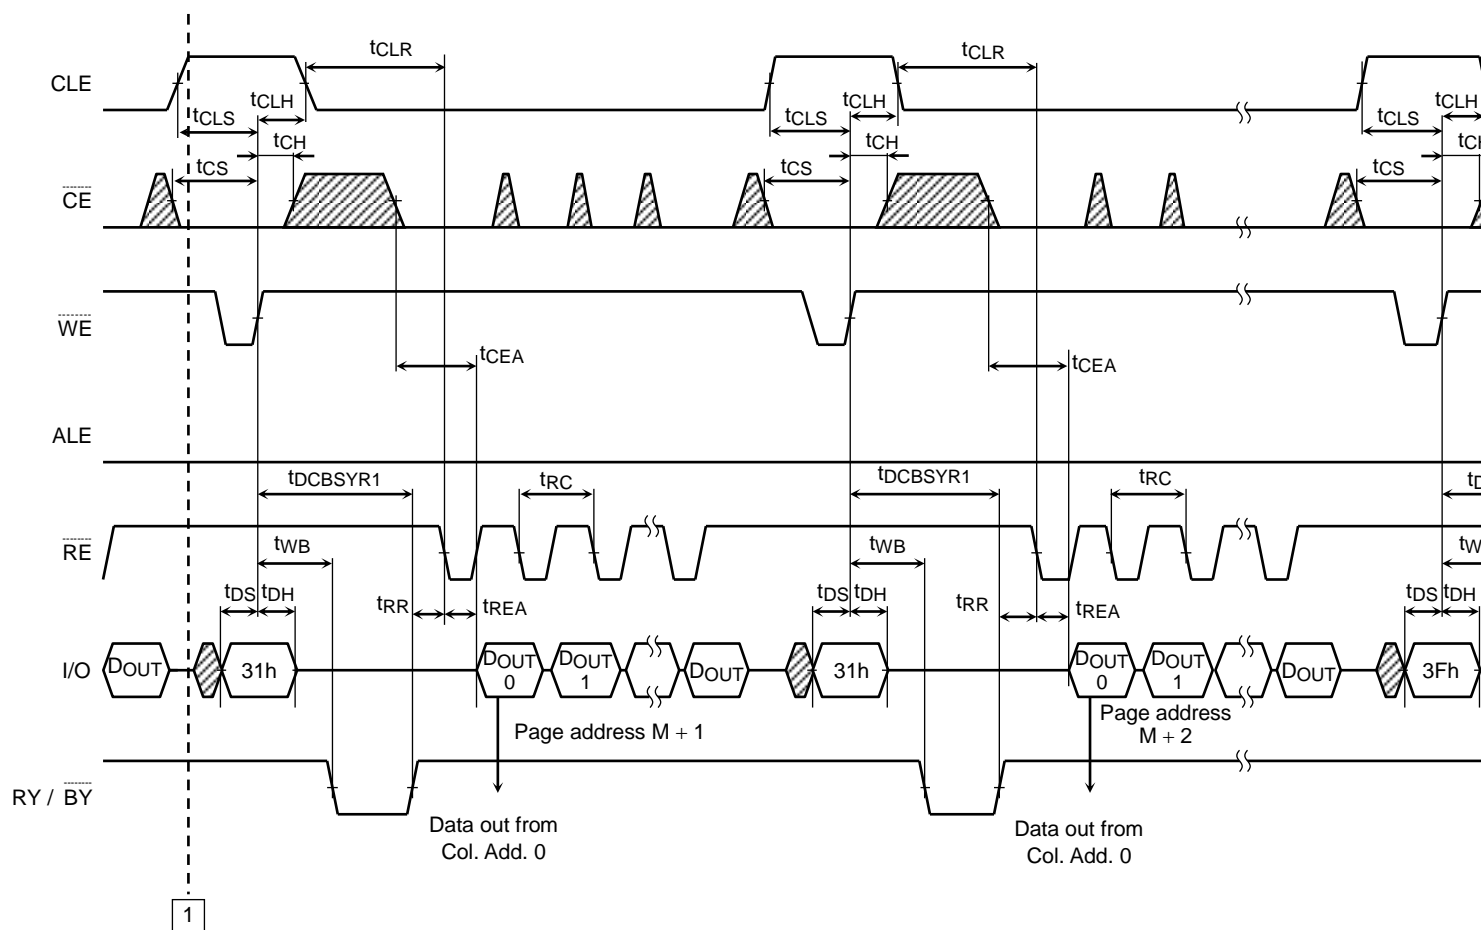 tCLR
tCLR
CLE
tCLH
tCLH
tCLH
tCLS
tCLS
tCLS
tCH
tCH
tCH
tCS
tCS
tCS
CE
WE
tCEA
tCEA
ALE
tDCBSYR1
tRC
tDCBSYR1
tRC
tD
RE
tWB
tWB
tW
tDS tDH
tRR
tREA
tDS tDH
tRR
tREA
tDS tDH
I/O
DOUT
31h
DOUT 0
DOUT 1
DOUT
31h
DOUT 0
DOUT 1
DOUT
3Fh
Page address M + 1
Page address
M + 2
RY / BY
Data out from
Col. Add. 0
Data out from
Col. Add. 0
1